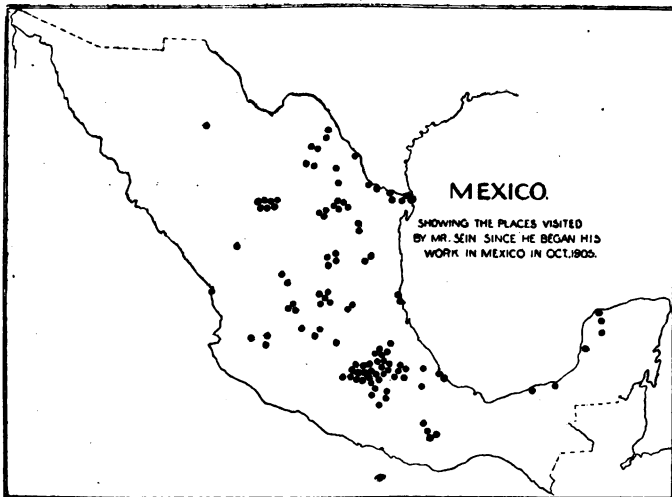 MEXICO.
SHOWING THE PLACES VISITED
BY MR. SEIN SINCE HE BEGAN HIS
WORK IN MEXICO IN OCT, 1905.